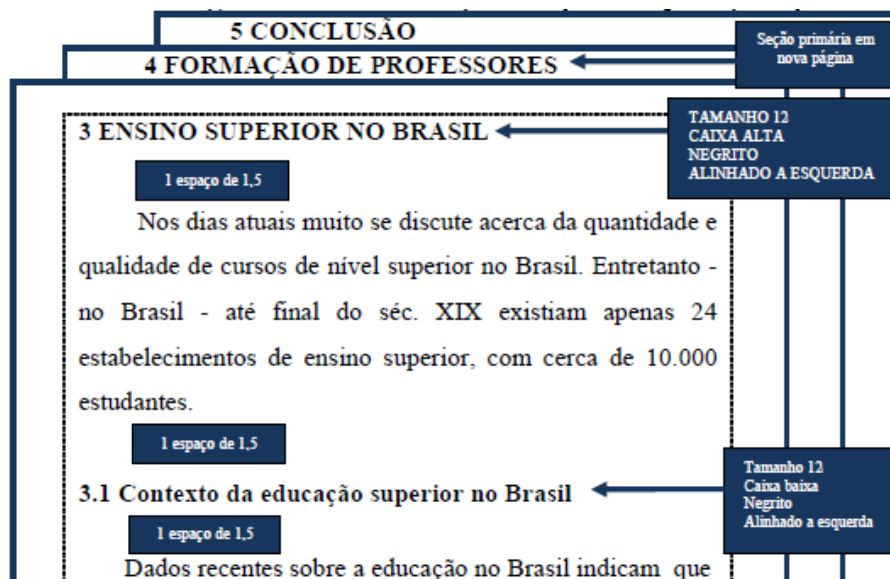 5 CONCLUSÃO
Seção primária em
nova página
4 FORMAÇÃO DE PROFESSORES
3 ENSINO SUPERIOR NO BRASIL
TAMANHO 12
CAIXA ALTA
NEGRITO
ALINHADO A ESQUERDA
1 espaço de 1,5
Nos dias atuais muito se discute acerca da quantidade e
qualidade de cursos de nível superior no Brasil. Entretanto -
no Brasil - até final do séc. XIX existiam apenas 24
estabelecimentos de ensino superior, com cerca de 10.000
estudantes.
1 espaço de 1,5
3.1 Contexto da educação superior no Brasil
Tamanho 12
Caixa baixa
Negrito
Alinhado a esquerda
1 espaço de 1,5
Dados recentes sobre a educação no Brasil indicam que